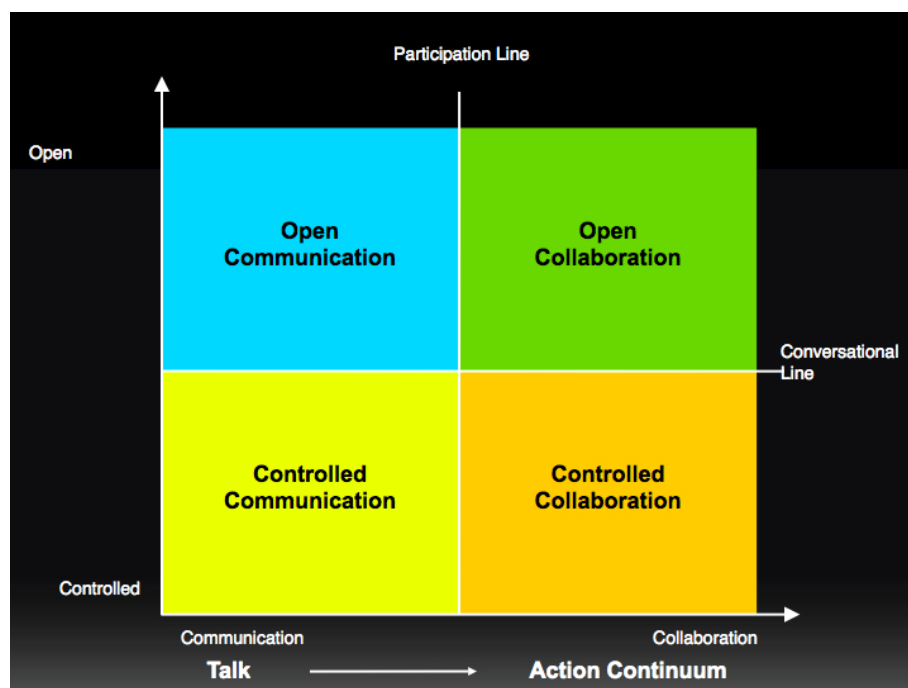 Participation Line
Open
Open
Communication
Open
Collaboration
Conversational
Line
Controlled
Communication
Controlled
Collaboration
Controlled
Communication
Collaboration
Talk
Action Continuum